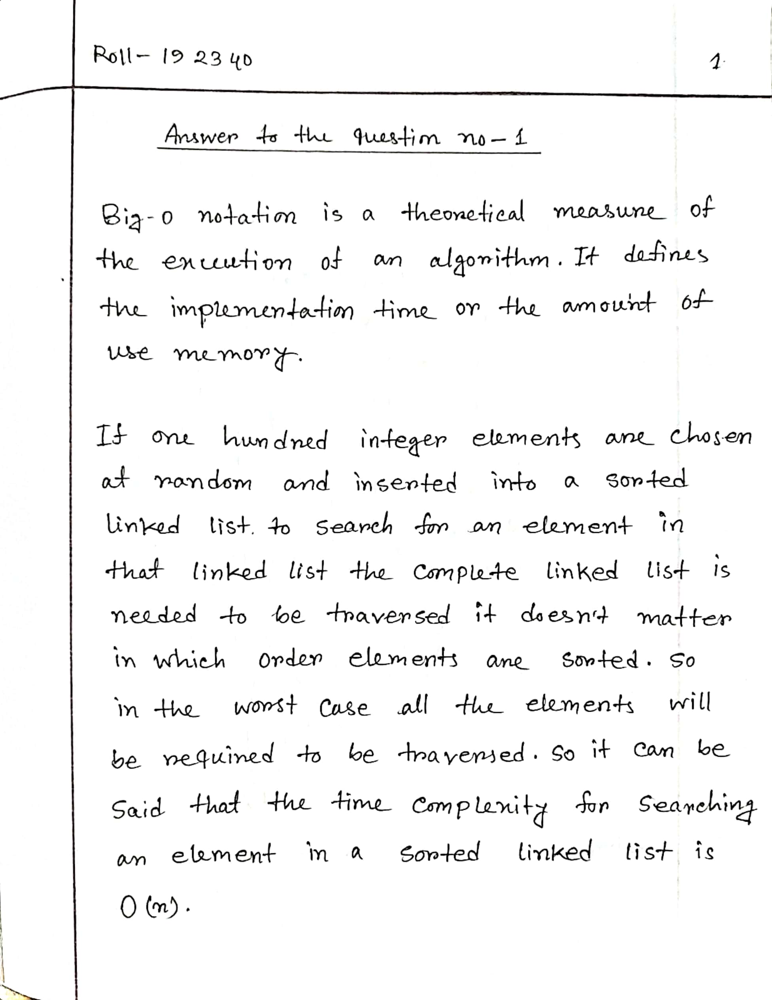 Roll- 19 23 40
1.
Answer to the question no-1
Big-o notation is a theoretical measure of
the execution of an algorithm. It defines
the implementation time or the amount of
use memory.
If one hundred integer elements are chosen
at random and inserted into a sorted
linked list. to search for an element in
that linked list the complete linked list is
needed to be traversed it doesn't matter
in which order elements are sorted. so
in the worst case all the elements will
be required to be traversed. so it can be
said that the time complexity for searching
an element in a sorted linked list is
O(n).